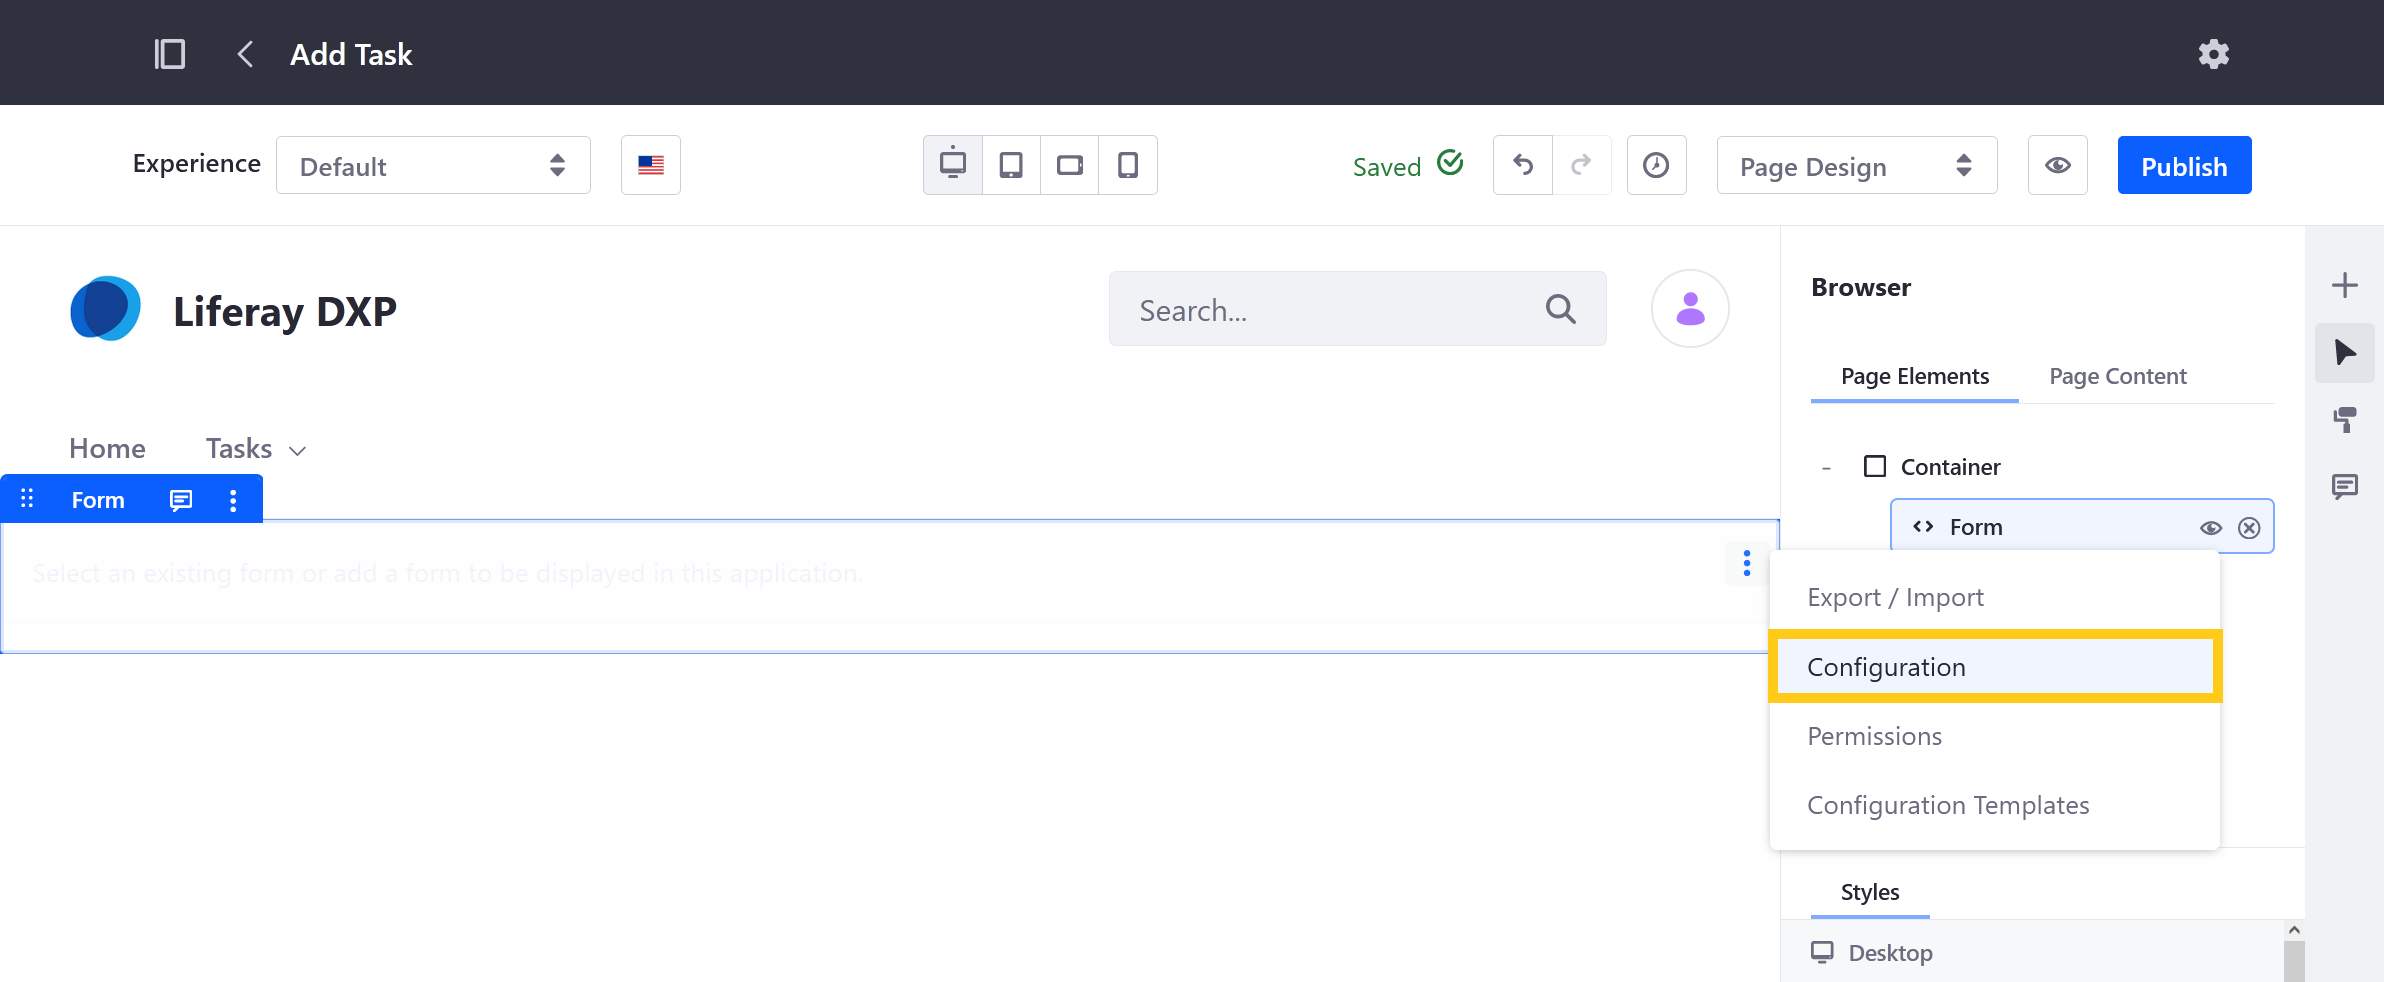 Add Task
Experience
Default
Saved
Page Design
Publish
Liferay DXP
Search...
Browser
Page Elements
Page Content
Home
Tasks
Container
Form
Form
Select an existing form or add a form to be displayed in this application.
Export / Import
Configuration
Permissions
Configuration Templates
Styles
Desktop